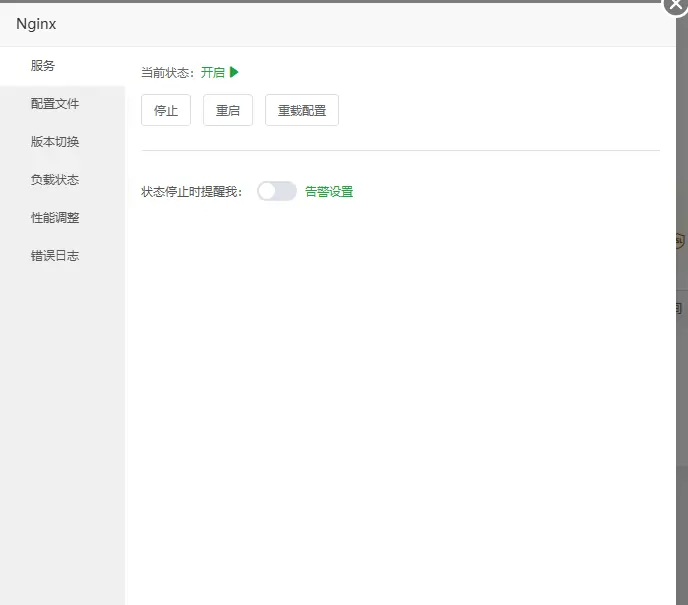 Nginx
服务
配置文件
版本切换
负载状态
性能调整
错误日志
当前状态：开启
停止 重启 重载配置
状态停止时提醒我： 告警设置